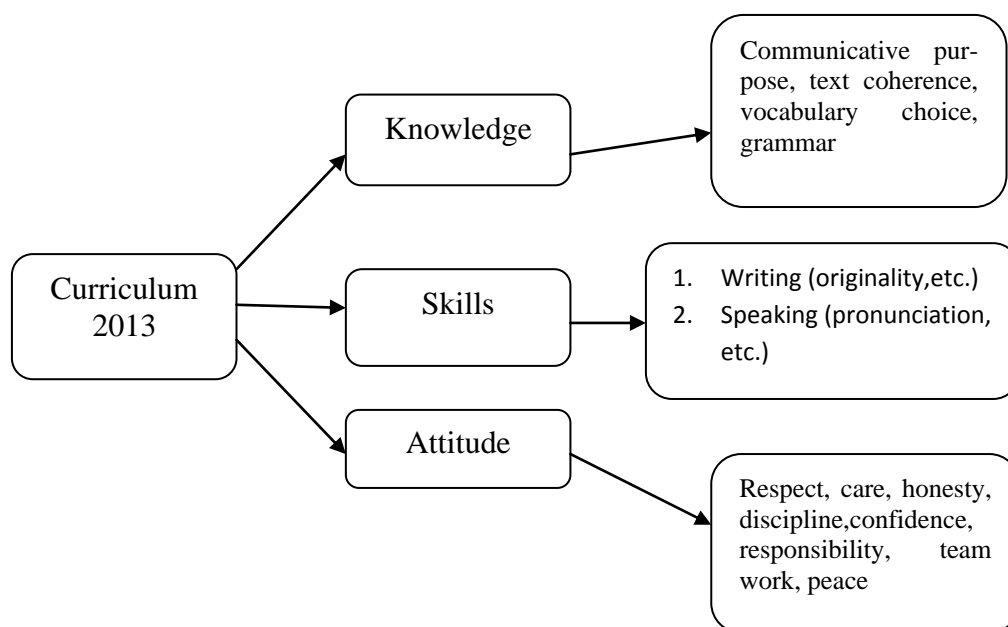 Communicative pur-
pose, text coherence,
vocabulary choice,
grammar
Knowledge
Curriculum
2013
Skills
1. Writing (originality,etc.)
2. Speaking (pronunciation,
etc.)
Attitude
Respect, care, honesty,
discipline,confidence,
responsibility, team
work, peace